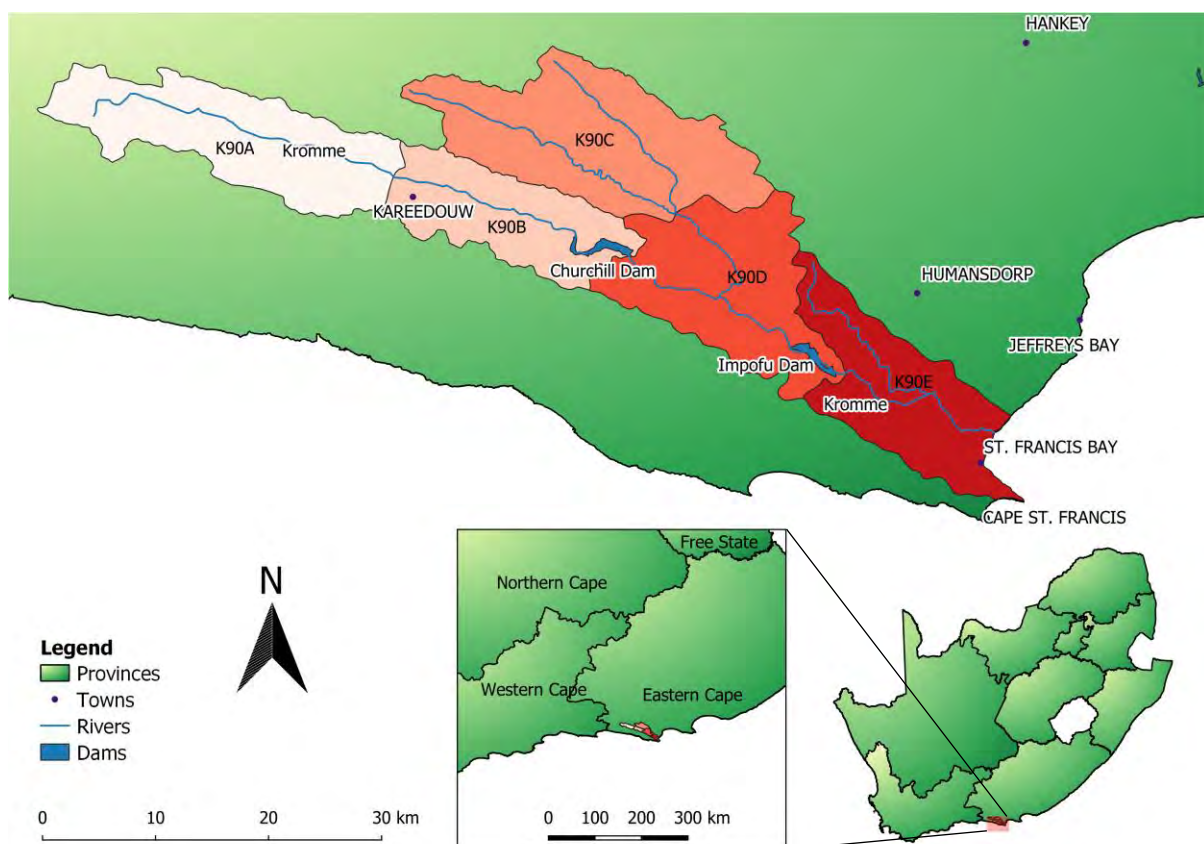 HANKEY
K90C
K90A
Kromme
KAREEDOUW
K90B
Churchill Dam
K90D
HUMANSDORP
JEFFREYS BAY
Impofu Dam
K90E
Kromme
ST. FRANCIS BAY
CAPE ST. FRANCIS
N
Legend
Provinces
Towns
Rivers
Dams
0 10 20 30 km
Free State
Northern Cape
Western Cape
Eastern Cape
0 100 200 300 km